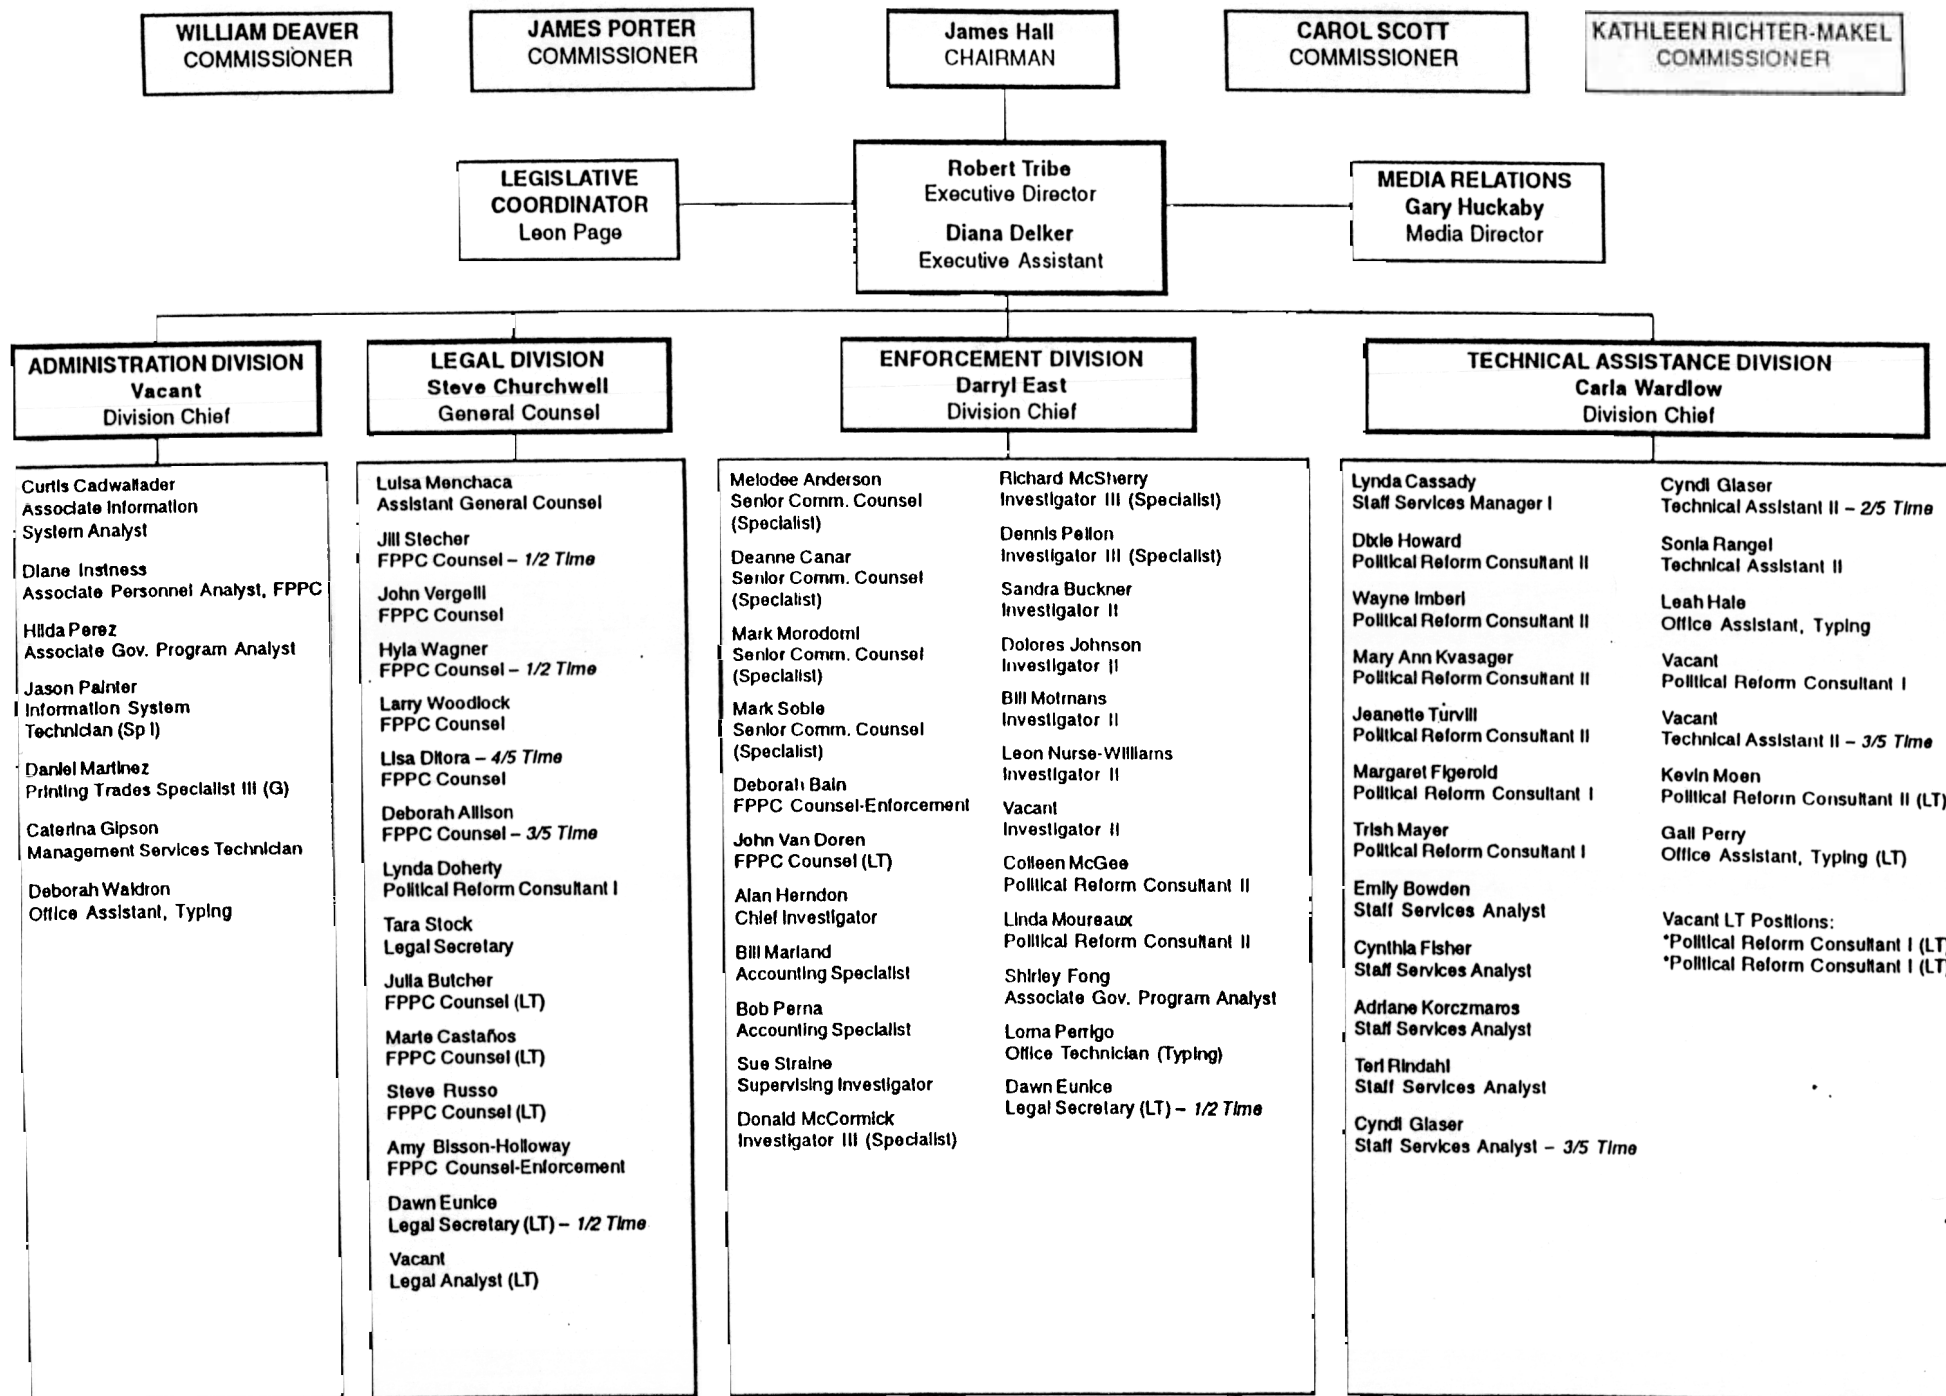 WILLIAM DEAVER
COMMISSIONER
JAMES PORTER
COMMISSIONER
James Hall
CHAIRMAN
CAROL SCOTT
COMMISSIONER
KATHLEEN RICHTER-MAKEL
COMMISSIONER
LEGISLATIVE
COORDINATOR
Leon Page
Robert Tribe
Executive Director
Diana Delker
Executive Assistant
MEDIA RELATIONS
Gary Huckaby
Media Director
ADMINISTRATION DIVISION
Vacant
Division Chief
LEGAL DIVISION
Steve Churchwell
General Counsel
ENFORCEMENT DIVISION
Darryl East
Division Chief
TECHNICAL ASSISTANCE DIVISION
Carla Wardlow
Division Chief
Curtis Cadwallader
Associate Information
System Analyst
Diane Instness
Associate Personnel Analyst, FPPC
Hilda Perez
Associate Gov. Program Analyst
Jason Painter
Information System
Technician (Sp I)
Daniel Martinez
Printing Trades Specialist III (G)
Caterina Gipson
Management Services Technician
Deborah Waldron
Office Assistant, Typing
Luisa Menchaca
Assistant General Counsel
Jill Stecher
FPPC Counsel – 1/2 Time
John Vergelli
FPPC Counsel
Hyla Wagner
FPPC Counsel – 1/2 Time
Larry Woodlock
FPPC Counsel
Lisa Ditora – 4/5 Time
FPPC Counsel
Deborah Allison
FPPC Counsel – 3/5 Time
Lynda Doherty
Political Reform Consultant I
Tara Stock
Legal Secretary
Julia Butcher
FPPC Counsel (LT)
Marte Castaños
FPPC Counsel (LT)
Steve Russo
FPPC Counsel (LT)
Amy Bisson-Holloway
FPPC Counsel-Enforcement
Dawn Eunice
Legal Secretary (LT) – 1/2 Time
Vacant
Legal Analyst (LT)
Melodee Anderson
Senior Comm. Counsel
(Specialist)
Deanne Canar
Senior Comm. Counsel
(Specialist)
Mark Morodomi
Senior Comm. Counsel
(Specialist)
Mark Soble
Senior Comm. Counsel
(Specialist)
Deborah Bain
FPPC Counsel-Enforcement
John Van Doren
FPPC Counsel (LT)
Alan Herndon
Chief Investigator
Bill Marland
Accounting Specialist
Bob Perna
Accounting Specialist
Sue Straine
Supervising Investigator
Donald McCormick
Investigator III (Specialist)
Richard McSherry
Investigator III (Specialist)
Dennis Pellon
Investigator III (Specialist)
Sandra Buckner
Investigator II
Dolores Johnson
Investigator II
Bill Motmans
Investigator II
Leon Nurse-Williams
Investigator II
Vacant
Investigator II
Colleen McGee
Political Reform Consultant II
Linda Moureaux
Political Reform Consultant II
Shirley Fong
Associate Gov. Program Analyst
Lorna Perrigo
Office Technician (Typing)
Dawn Eunice
Legal Secretary (LT) – 1/2 Time
Lynda Cassady
Staff Services Manager I
Dixie Howard
Political Reform Consultant II
Wayne Imberi
Political Reform Consultant II
Mary Ann Kvasager
Political Reform Consultant II
Jeanette Turvill
Political Reform Consultant II
Margaret Figeroid
Political Reform Consultant I
Trish Mayer
Political Reform Consultant I
Emily Bowden
Staff Services Analyst
Cynthia Fisher
Staff Services Analyst
Adriane Korczmaros
Staff Services Analyst
Teri Rindahl
Staff Services Analyst
Cyndi Glaser
Staff Services Analyst – 3/5 Time
Cyndi Glaser
Technical Assistant II – 2/5 Time
Sonia Rangel
Technical Assistant II
Leah Hale
Office Assistant, Typing
Vacant
Political Reform Consultant I
Vacant
Technical Assistant II – 3/5 Time
Kevin Moen
Political Reform Consultant II (LT)
Gail Perry
Office Assistant, Typing (LT)
Vacant LT Positions:
*Political Reform Consultant I (LT
*Political Reform Consultant I (LT